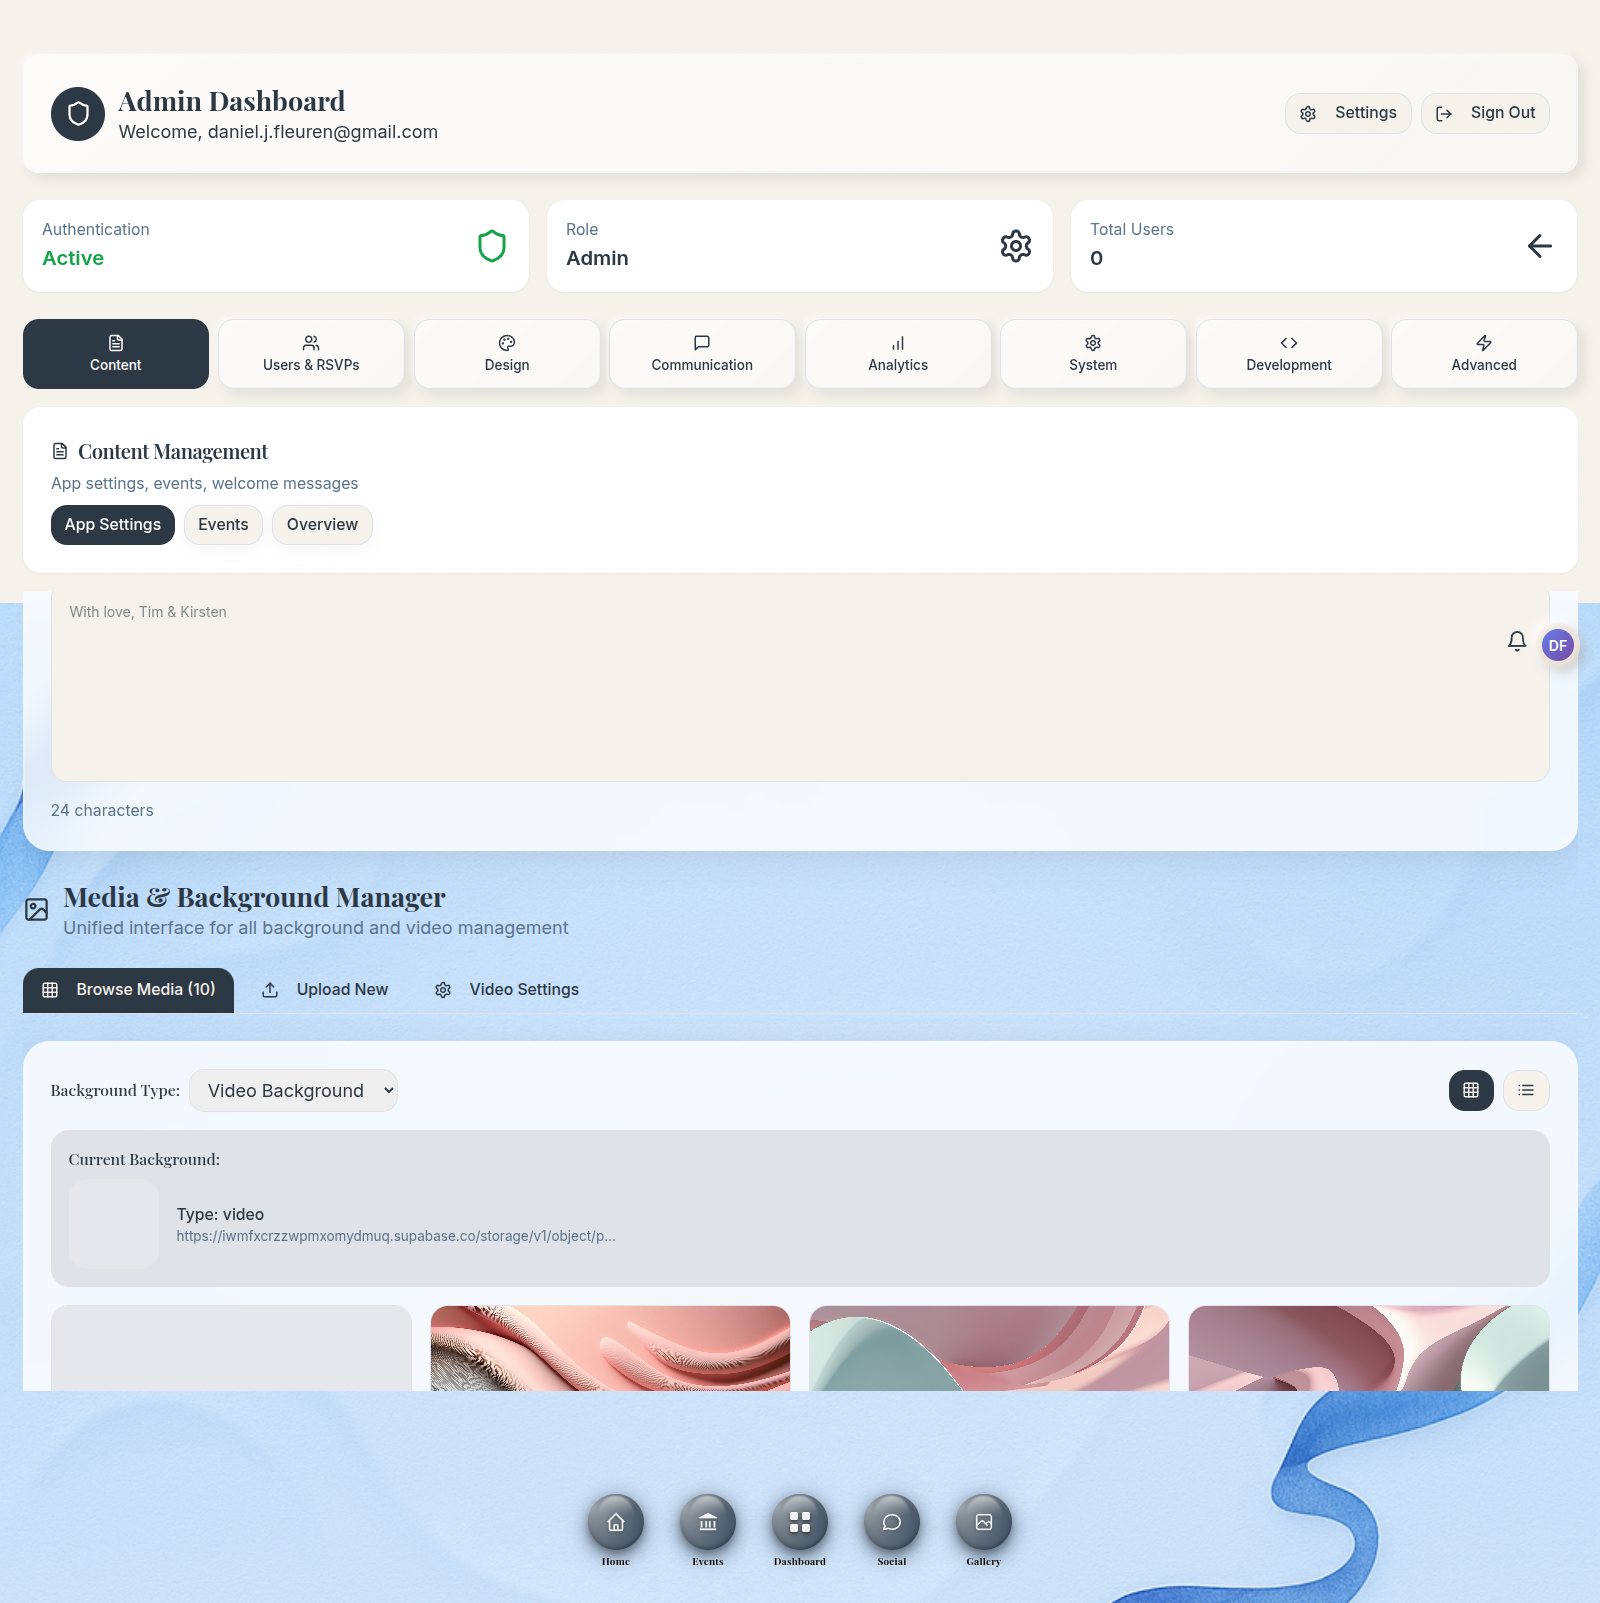 Admin Dashboard
Welcome, daniel.j.fleuren@gmail.com
Settings
Sign Out
Authentication
Active
Role
Admin
Total Users
0
Content
Users & RSVPs
Design
Communication
Analytics
System
Development
Advanced
Content Management
App settings, events, welcome messages
App Settings
Events
Overview
With love, Tim & Kirsten
DF
24 characters
Media & Background Manager
Unified interface for all background and video management
Browse Media (10)
Upload New
Video Settings
Background Type:
Video Background
Current Background:
Type: video
https://iwmfxcrzzwpmxomydmuq.supabase.co/storage/v1/object/p...
Home
Events
Dashboard
Social
Gallery